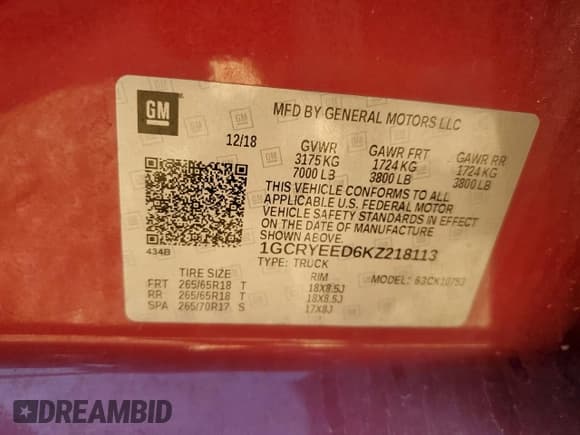 GM
MFD BY GENERAL MOTORS LLC
12/18
GVWR GAWR FRT GAWR RR
3175 KG 1724 KG 1724 KG
7000 LB 3800 LB 3800 LB
THIS VEHICLE CONFORMS TO ALL
APPLICABLE U.S. FEDERAL MOTOR
VEHICLE SAFETY STANDARDS IN EFFECT
ON THE DATE OF MANUFACTURE
SHOWN ABOVE.
434B
1GCRYEED6KZ218113
TYPE: TRUCK
MODEL:
TIRE SIZE RIM
FRT 265/65R18 T 18X8.5J
RR 265/65R18 T 18X8.5J
SPA 265/70R17 S 17X8J
DREAMBID